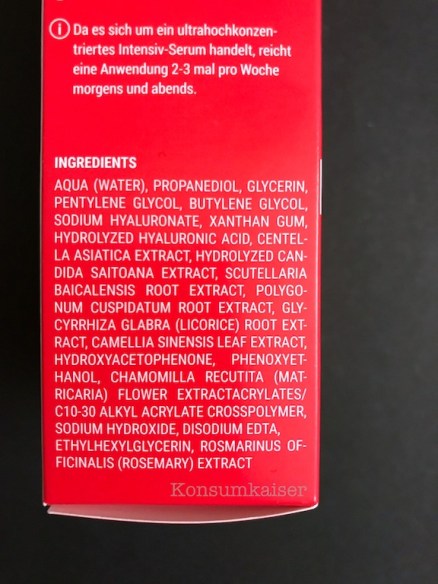 Da es sich um ein ultrahochkonzen-
triertes Intensiv-Serum handelt, reicht
eine Anwendung 2-3 mal pro Woche
morgens und abends.
INGREDIENTS
AQUA (WATER), PROPANEDIOL, GLYCERIN,
PENTYLENE GLYCOL, BUTYLENE GLYCOL,
SODIUM HYALURONATE, XANTHAN GUM,
HYDROLYZED HYALURONIC ACID, CENTEL-
LA ASIATICA EXTRACT, HYDROLYZED CAN-
DIDA SAITOANA EXTRACT, SCUTELLARIA
BAICALENSIS ROOT EXTRACT, POLYGO-
NUM CUSPIDATUM ROOT EXTRACT, GLY-
CYRRHIZA GLABRA (LICORICE) ROOT EXT-
RACT, CAMELLIA SINENSIS LEAF EXTRACT,
HYDROXYACETOPHENONE, PHENOXYET-
HANOL, CHAMOMILLA RECUTITA (MAT-
RICARIA) FLOWER EXTRACTACRYLATES/
C10-30 ALKYL ACRYLATE CROSSPOLYMER,
SODIUM HYDROXIDE, DISODIUM EDTA,
ETHYLHEXYLGLYCERIN, ROSMARINUS OF-
FICINALIS (ROSEMARY) EXTRACT
Konsumkaiser